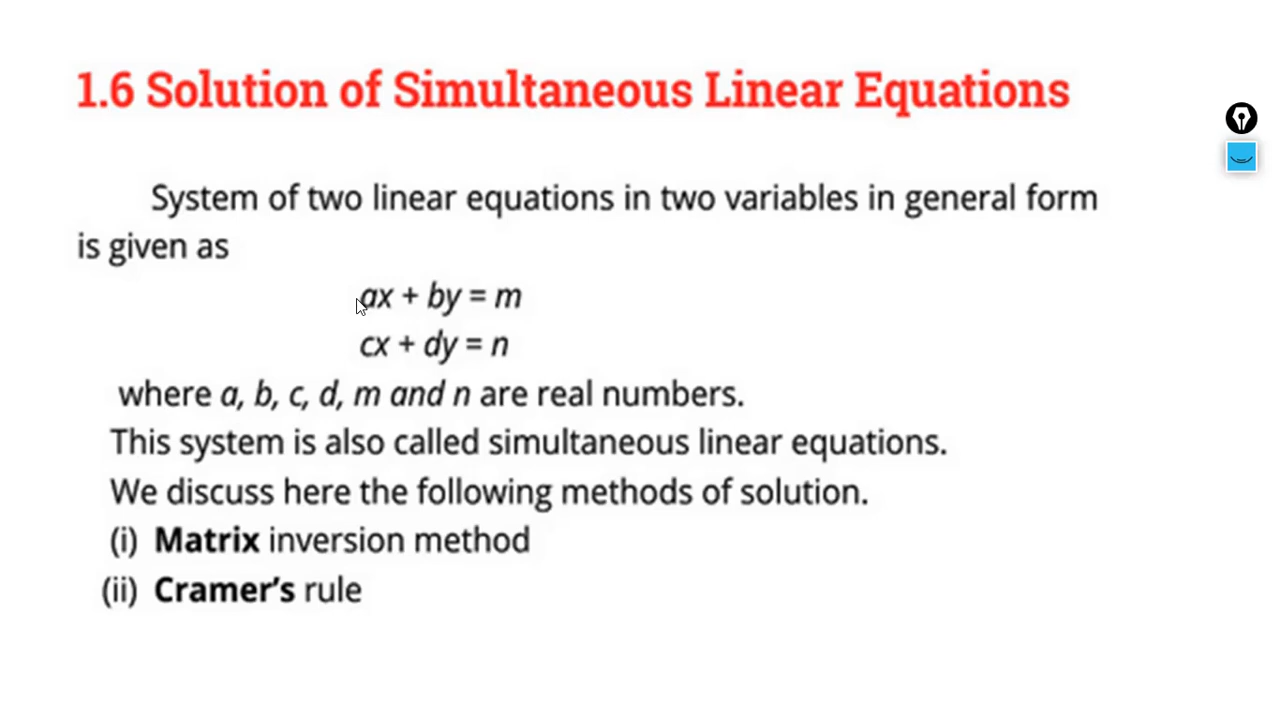 1.6 Solution of Simultaneous Linear Equations
System of two linear equations in two variables in general form
is given as
ax + by = m
cx + dy = n
where a, b, c, d, m and n are real numbers.
This system is also called simultaneous linear equations.
We discuss here the following methods of solution.
(i) Matrix inversion method
(ii) Cramer’s rule